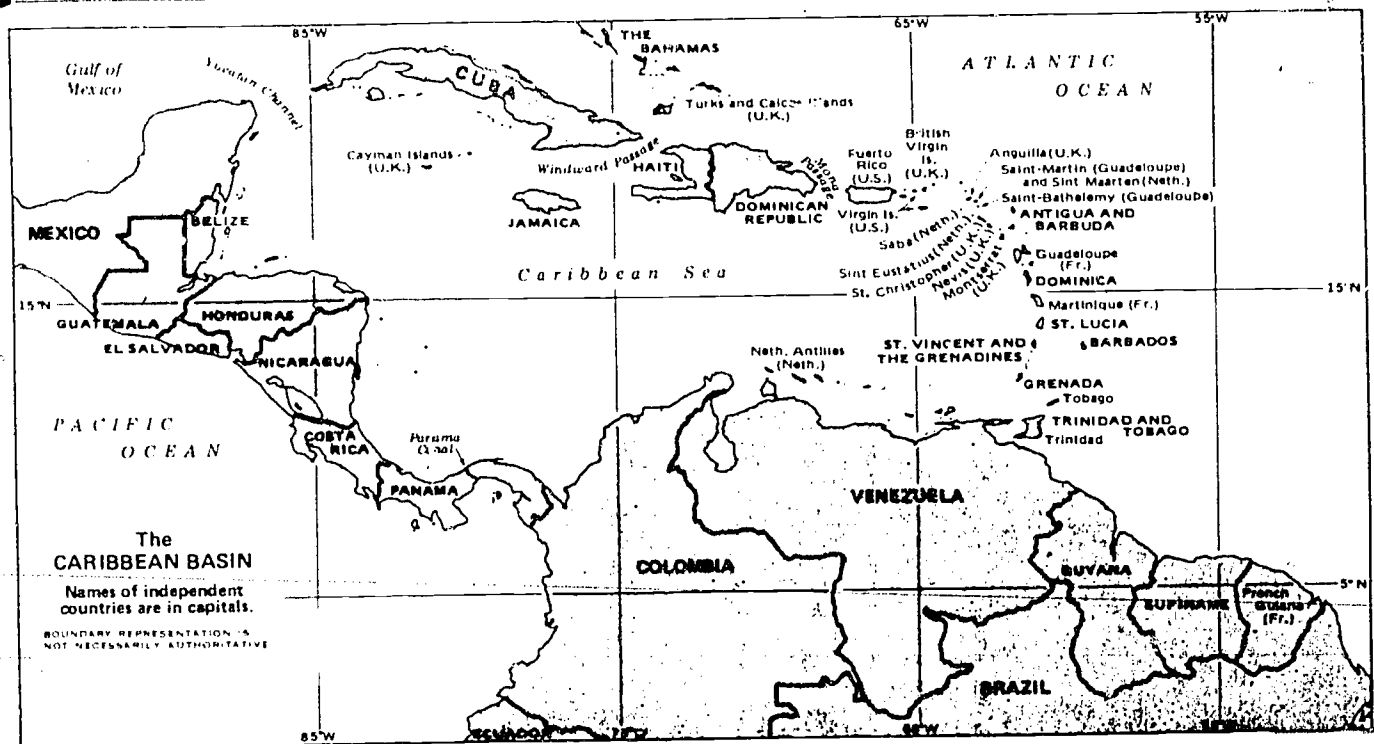 85°W
65°W
55°W
Gulf of
Mexico
Yucatan Channel
CUBA
THE
BAHAMAS
ATLANTIC
OCEAN
Turks and Caicos Islands
(U.K.)
Cayman Islands
(U.K.)
Windward Passage
HAITI
DOMINICAN
REPUBLIC
Mona
Passage
JAMAICA
Puerto
Rico
(U.S.)
British
Virgin
Is.
(U.K.)
Virgin Is.
(U.S.)
Anguilla (U.K.)
Saint-Martin (Guadeloupe)
and Sint Maarten (Neth.)
Saint-Bathelemy (Guadeloupe)
ANTIGUA AND
BARBUDA
Saba (Neth.)
Sint Eustatius (Neth.)
St. Christopher (U.K.)
Nevis (U.K.)
Montserrat
(U.K.)
Guadeloupe
(Fr.)
DOMINICA
Martinique (Fr.)
ST. LUCIA
ST. VINCENT AND
THE GRENADINES
BARBADOS
GRENADA
Tobago
TRINIDAD AND
TOBAGO
Trinidad
MEXICO
BELIZE
Caribbean Sea
15°N
15°N
GUATEMALA
HONDURAS
EL SALVADOR
NICARAGUA
Neth. Antilles
(Neth.)
PACIFIC
OCEAN
COSTA
RICA
Panama
Canal
PANAMA
VENEZUELA
COLOMBIA
GUYANA
SURINAME
French
Guiana
(Fr.)
5°N
BRAZIL
ECUADOR
The
CARIBBEAN BASIN
Names of independent
countries are in capitals.
BOUNDARY REPRESENTATION IS
NOT NECESSARILY AUTHORITATIVE
85°W
75°W